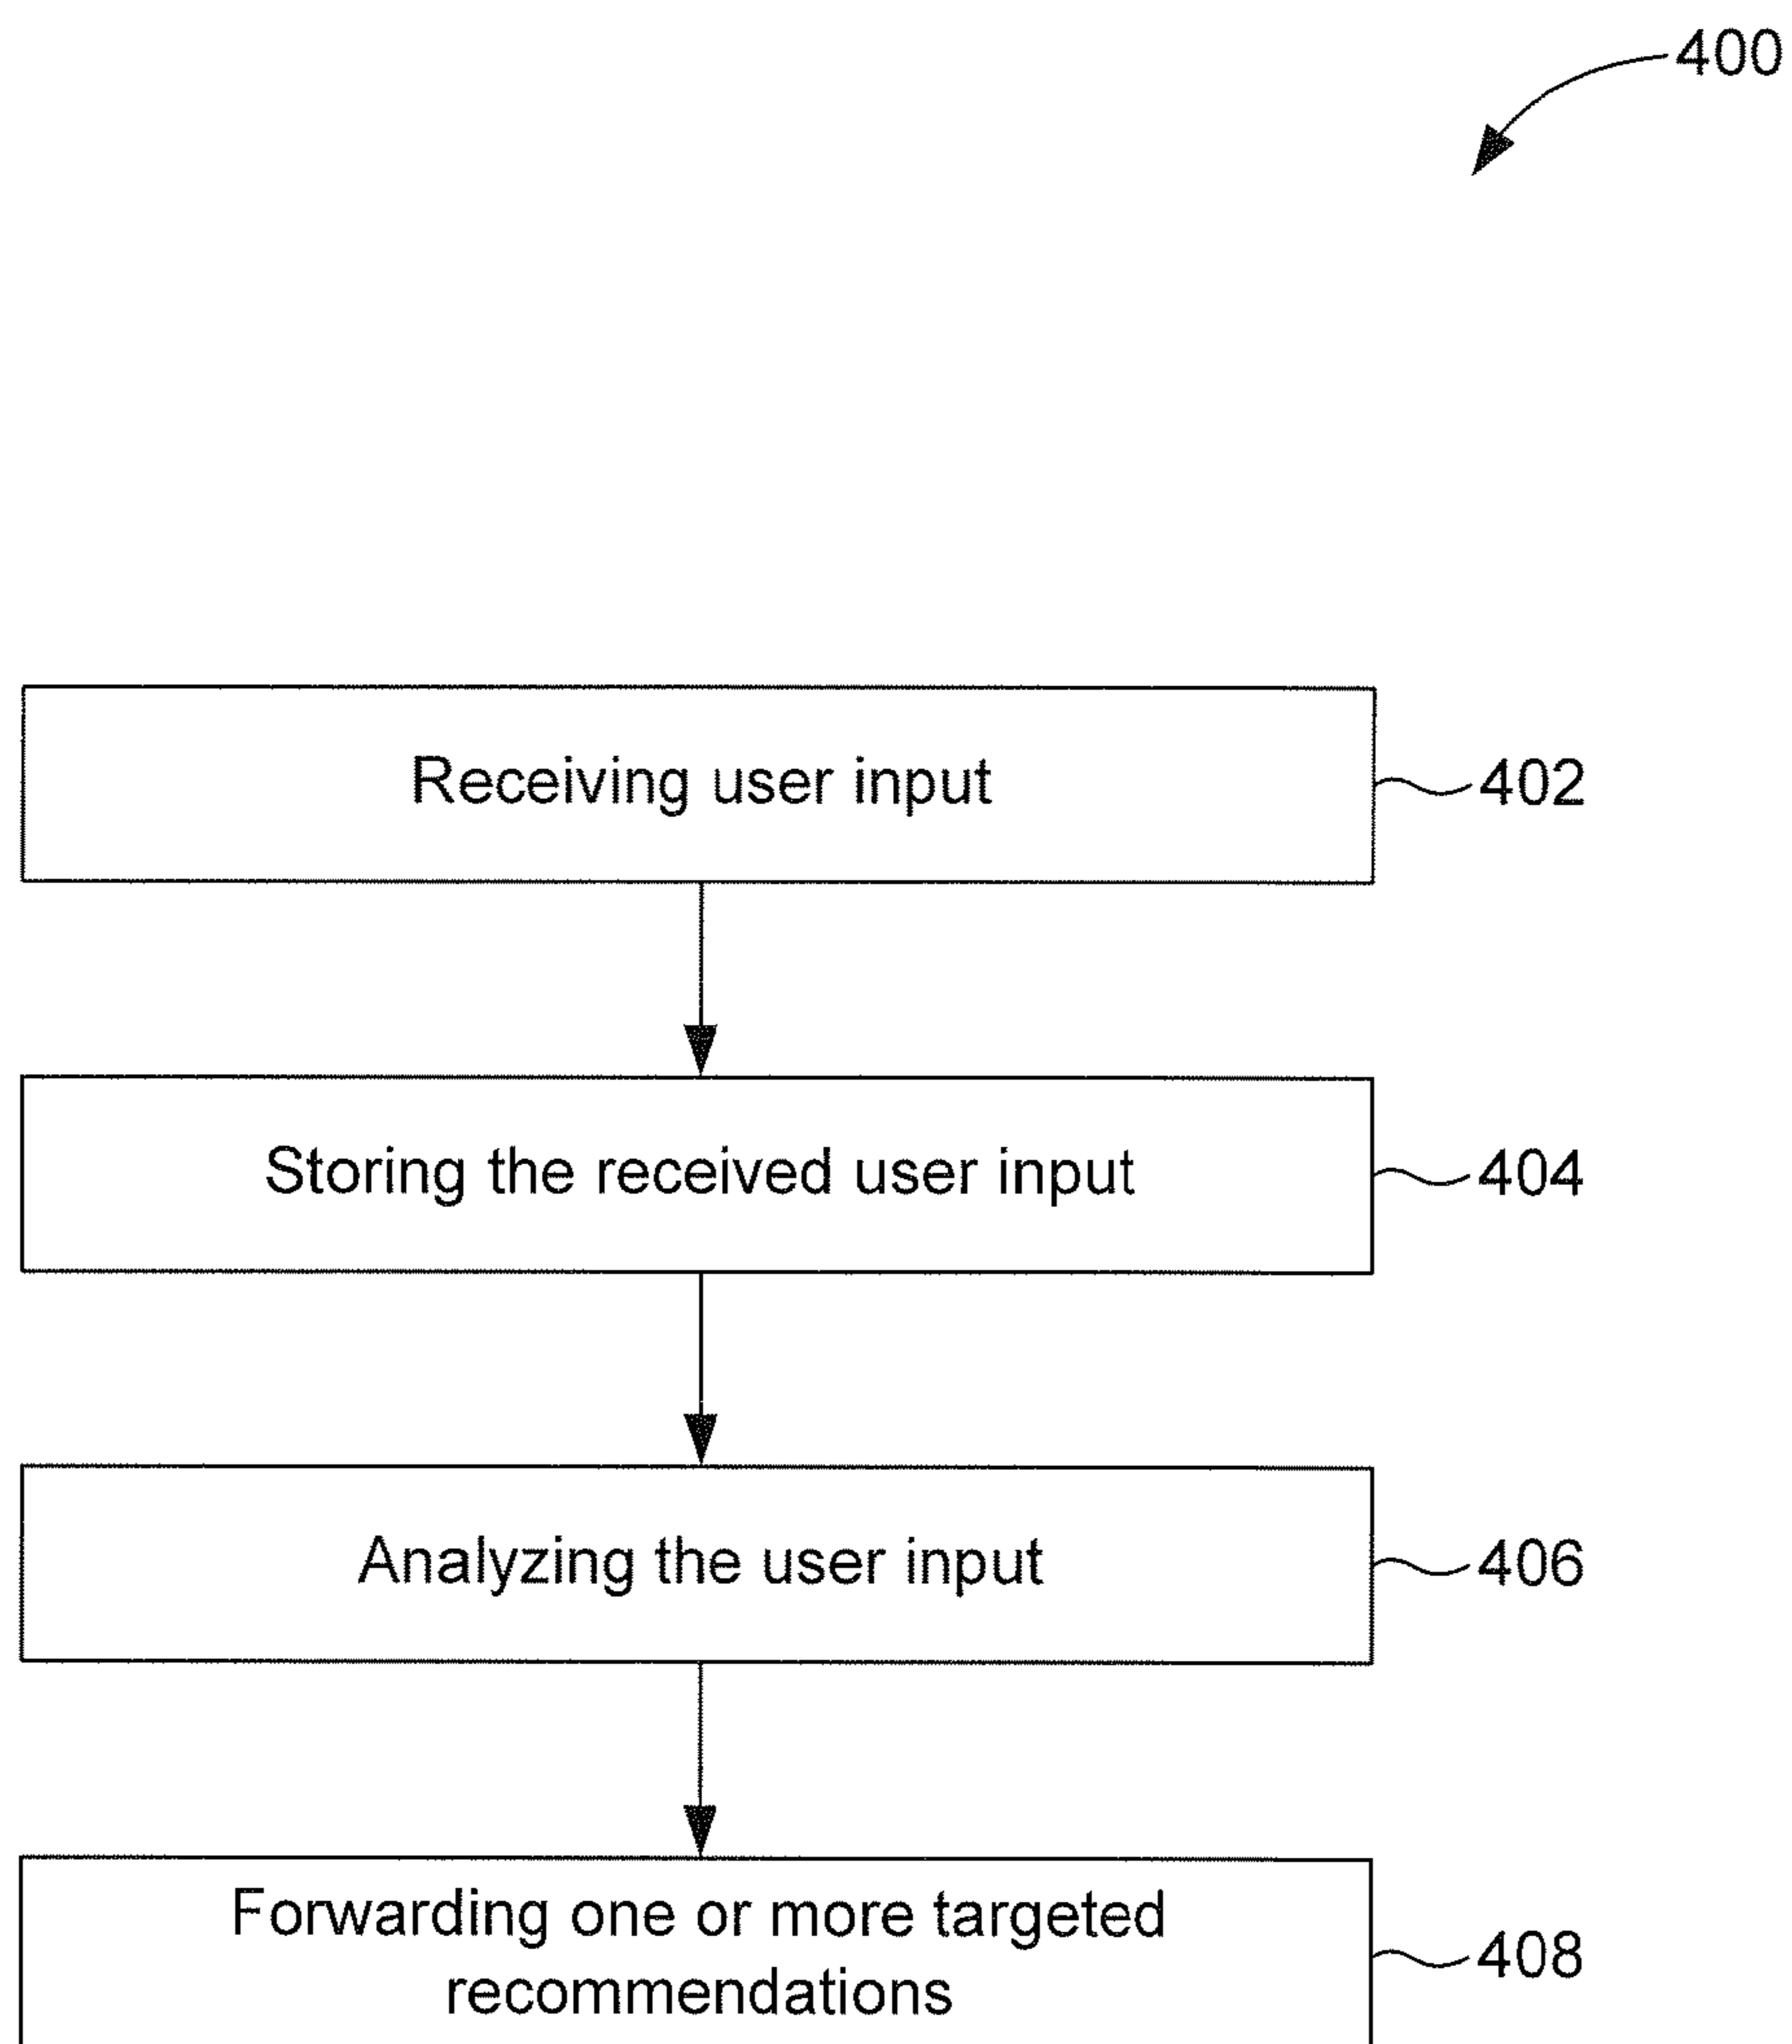 400
Receiving user input
402
Storing the received user input
404
Analyzing the user input
406
Forwarding one or more targeted
recommendations
408